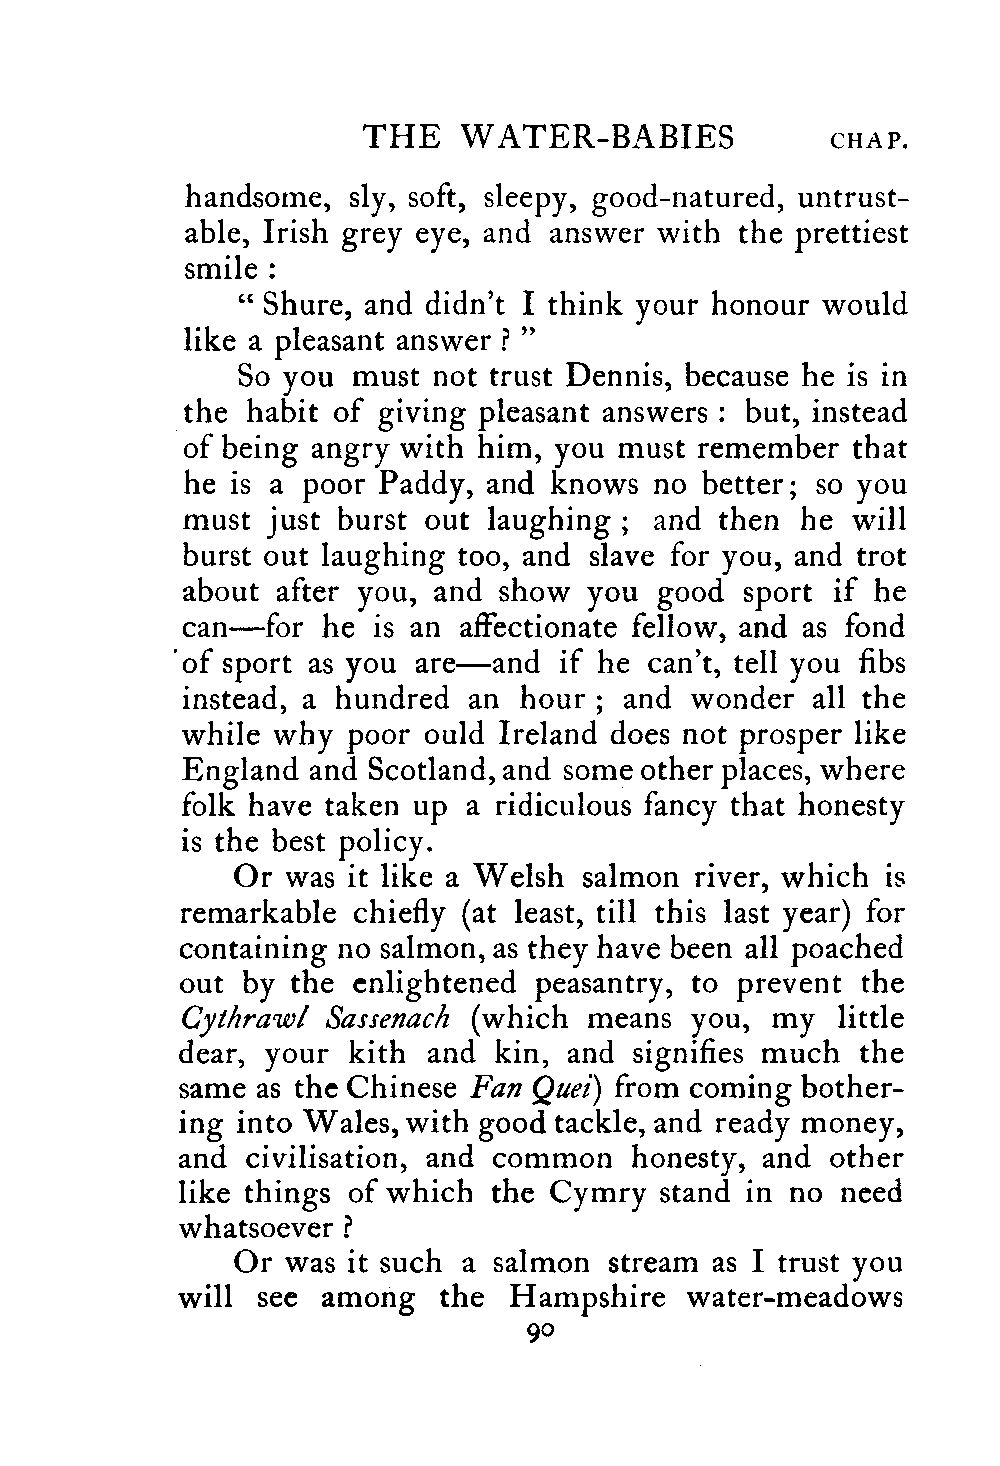 THE WATER-BABIES CHAP.
handsome, sly, soft, sleepy, good-natured, untrust-
able, Irish grey eye, and answer with the prettiest
smile :
“ Shure, and didn't I think your honour would
like a pleasant answer ? ”
So you must not trust Dennis, because he is in
the habit of giving pleasant answers : but, instead
of being angry with him, you must remember that
he is a poor Paddy, and knows no better; so you
must just burst out laughing ; and then he will
burst out laughing too, and slave for you, and trot
about after you, and show you good sport if he
can—for he is an affectionate fellow, and as fond
of sport as you are—and if he can't, tell you fibs
instead, a hundred an hour ; and wonder all the
while why poor ould Ireland does not prosper like
England and Scotland, and some other places, where
folk have taken up a ridiculous fancy that honesty
is the best policy.
Or was it like a Welsh salmon river, which is
remarkable chiefly (at least, till this last year) for
containing no salmon, as they have been all poached
out by the enlightened peasantry, to prevent the
Cythrawl Sassenach (which means you, my little
dear, your kith and kin, and signifies much the
same as the Chinese Fan Quei) from coming bother-
ing into Wales, with good tackle, and ready money,
and civilisation, and common honesty, and other
like things of which the Cymry stand in no need
whatsoever ?
Or was it such a salmon stream as I trust you
will see among the Hampshire water-meadows
90